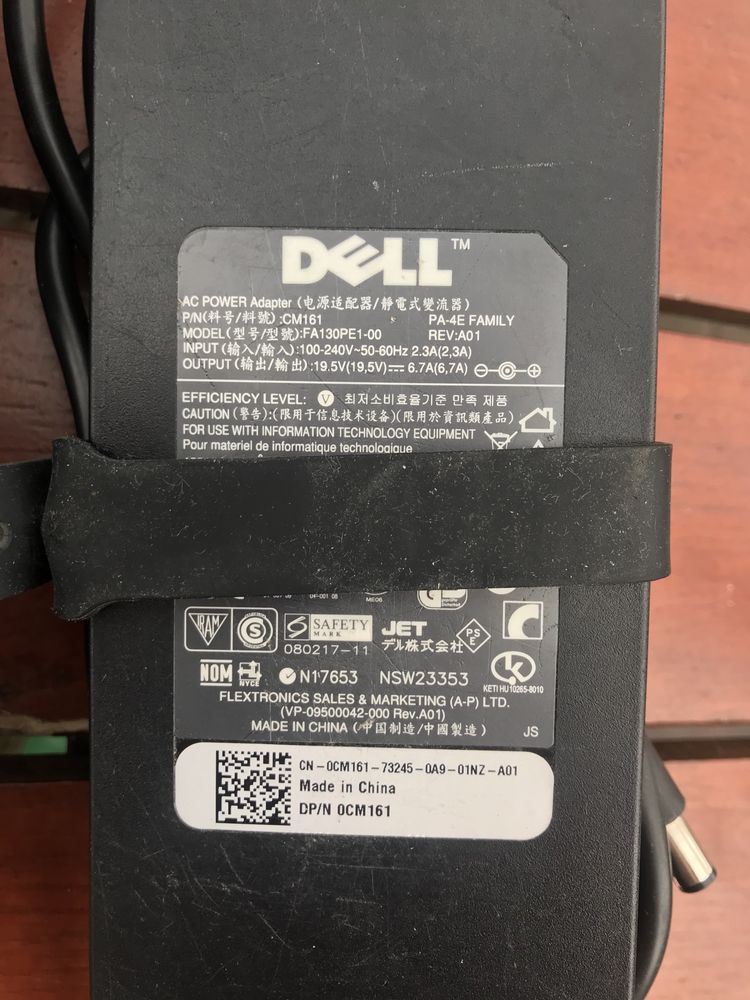 DELL™
AC POWER Adapter (电源适配器/靜電式變流器)
P/N(料号/料號):CM161 PA-4E FAMILY
MODEL(型号/型號):FA130PE1-00 REV:A01
INPUT (输入/輸入):100-240V~50-60Hz 2.3A(2,3A)
OUTPUT (输出/輸出):19.5V(19,5V)⎓ 6.7A(6,7A)
EFFICIENCY LEVEL: V 최저소비효율기준 만족 제품
CAUTION (警告):(限用于信息技术设备)(限用於資訊類產品)
FOR USE WITH INFORMATION TECHNOLOGY EQUIPMENT
Pour materiel de informatique technologique
04-001 08 ME06
IRAM S S SAFETY MARK JET PS E
080217-11 デル株式会社
NOM NYCE N17653 NSW23353 K
KETI HU10265-8010
FLEXTRONICS SALES & MARKETING (A-P) LTD.
(VP-09500042-000 Rev.A01)
MADE IN CHINA (中国制造/中國製造) JS
CN-0CM161-73245-0A9-01NZ-A01
Made in China
DP/N 0CM161